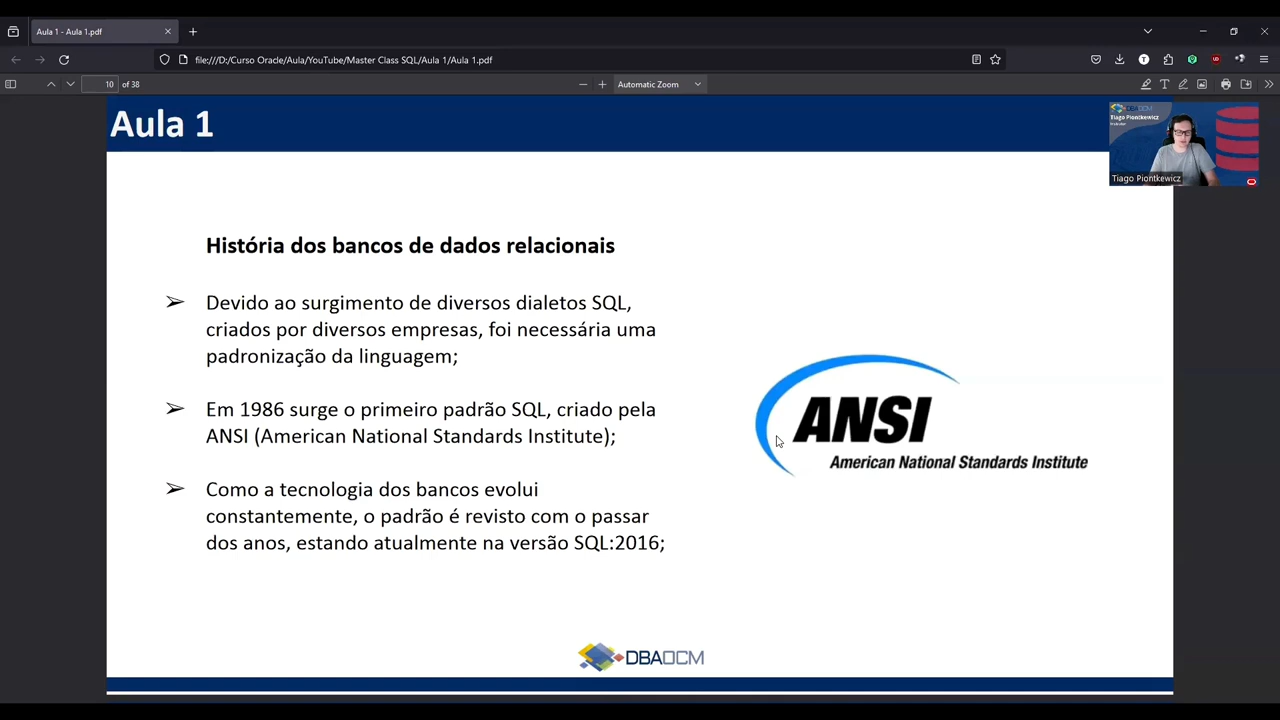 Aula 1 - Aula 1.pdf
file:///D:/Curso Oracle/Aula/YouTube/Master Class SQL/Aula 1/Aula 1.pdf
10 of 38
Automatic Zoom
Aula 1
DBAOCM
Tiago Piontkewicz
Tiago Piontkewicz
História dos bancos de dados relacionais
Devido ao surgimento de diversos dialetos SQL,
criados por diversos empresas, foi necessária uma
padronização da linguagem;
Em 1986 surge o primeiro padrão SQL, criado pela
ANSI (American National Standards Institute);
Como a tecnologia dos bancos evolui
constantemente, o padrão é revisto com o passar
dos anos, estando atualmente na versão SQL:2016;
ANSI
American National Standards Institute
DBAOCM